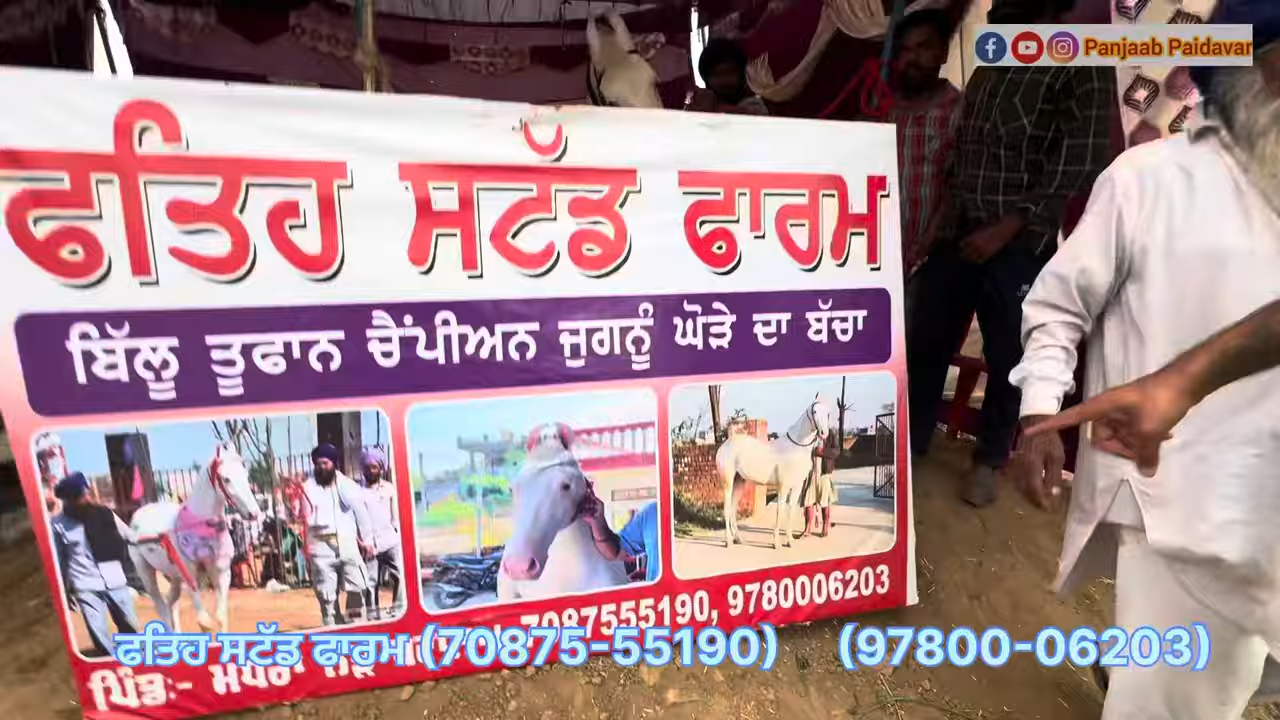 Panjaab Paidavar
ਫਤਿਹ ਸਟੱਡ ਫਾਰਮ
ਬਿੱਲੂ ਤੂਫਾਨ ਚੈਂਪੀਅਨ ਜੁਗਨੂੰ ਘੋੜੇ ਦਾ ਬੱਚਾ
7087555190, 9780006203
ਫਤਿਹ ਸਟੱਡ ਫਾਰਮ (70875-55190) (97800-06203)
ਪਿੰਡ:-